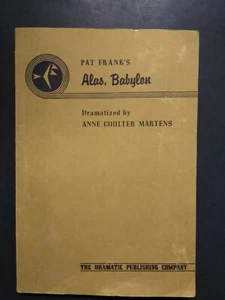 PAT FRANK'S
Alas, Babylon
Dramatized by
ANNE COULTER MARTENS
THE DRAMATIC PUBLISHING COMPANY